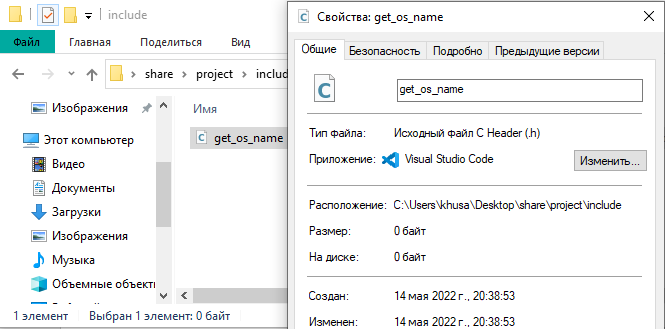 include
Файл
Главная
Поделиться
Вид
share
project
Изображения
Этот компьютер
Видео
Документы
Загрузки
Изображения
Музыка
Имя
get_os_name
1 элемент
Выбран 1 элемент: 0 байт
Свойства: get_os_name
Общие
Безопасность
Подробно
Предыдущие версии
get_os_name
Тип файла: Исходный файл C Header (.h)
Приложение: Visual Studio Code
Изменить...
Расположение: C:\Users\khusa\Desktop\share\project\include
Размер: 0 байт
На диске: 0 байт
Создан: 14 мая 2022 г., 20:38:53
Изменен: 14 мая 2022 г., 20:38:53